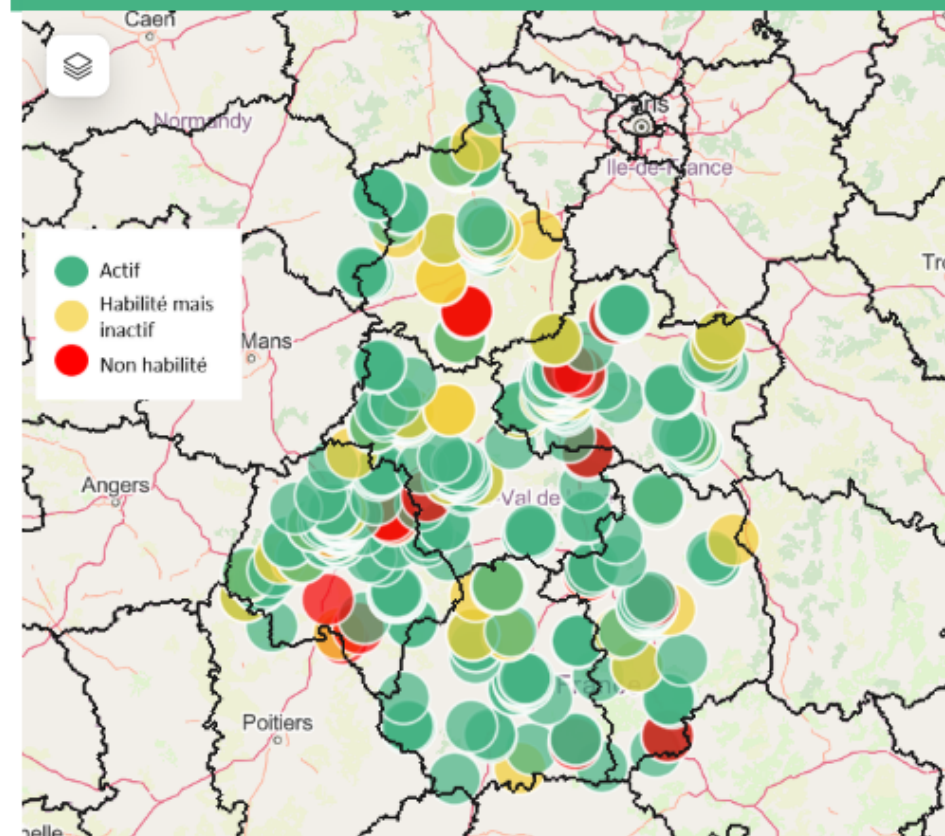 Caen
Normandy
Paris
Ile-de-France
Tro
Actif
Habilité mais
inactif
Non habilité
Mans
Angers
Val de
France
Poitiers
helle